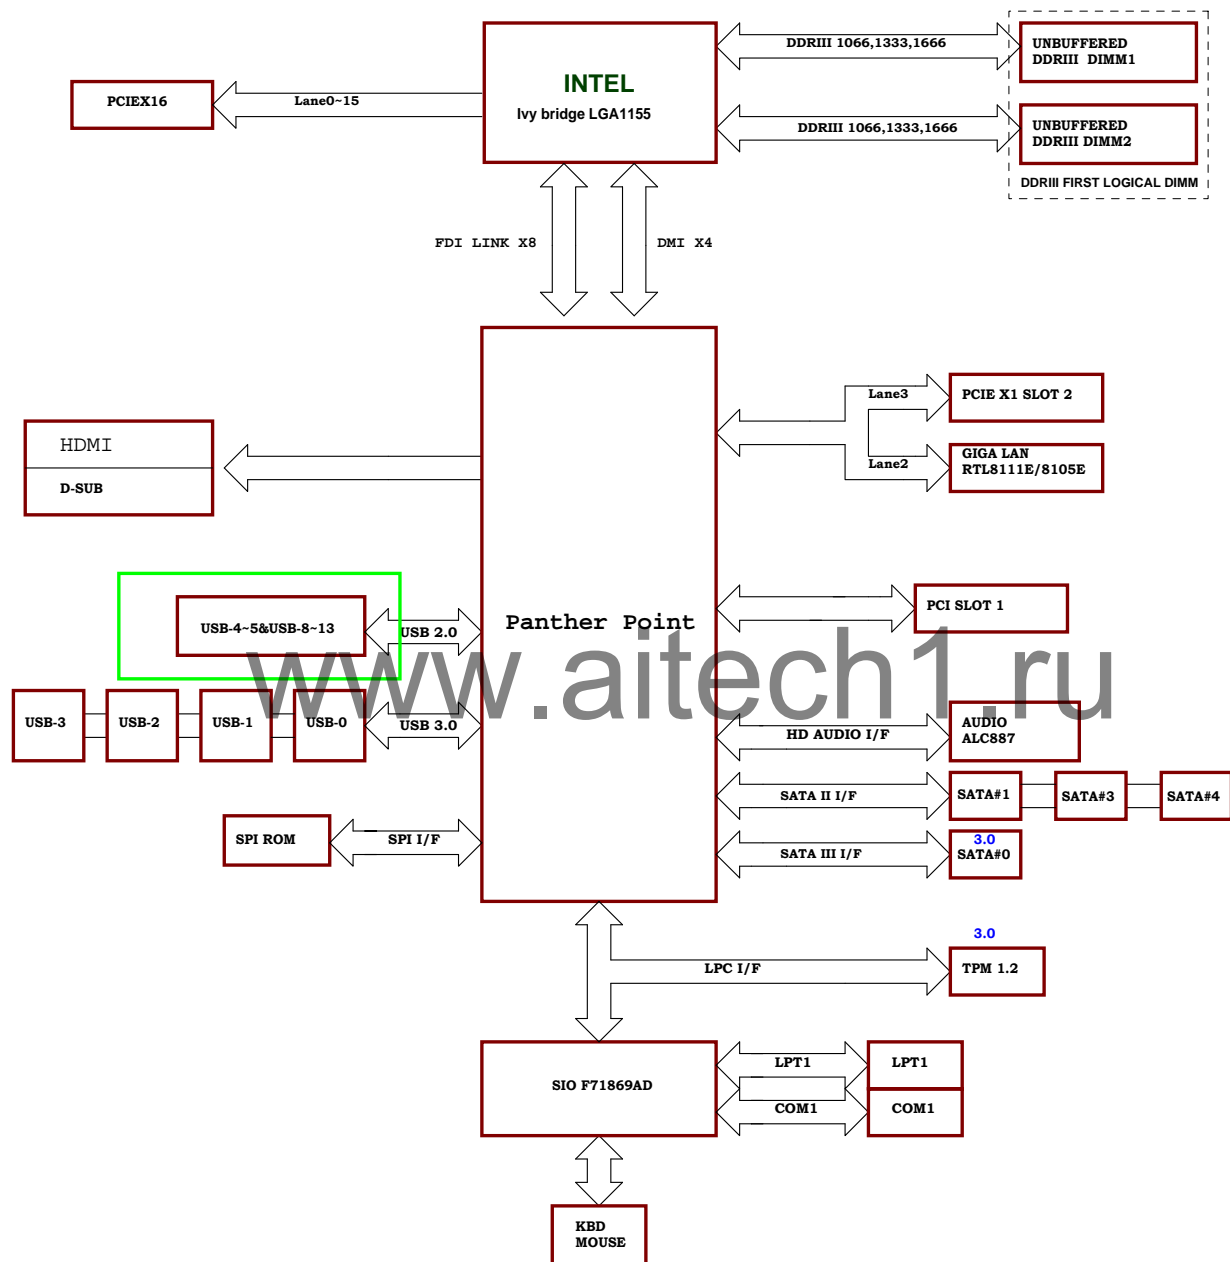 DDRIII 1066,1333,1666
UNBUFFERED
DDRIII DIMM1
INTEL
Ivy bridge LGA1155
PCIEX16
Lane0~15
DDRIII 1066,1333,1666
UNBUFFERED
DDRIII DIMM2
DDRIII FIRST LOGICAL DIMM
FDI LINK X8
DMI X4
Lane3
PCIE X1 SLOT 2
HDMI
D-SUB
Lane2
GIGA LAN
RTL8111E/8105E
Panther Point
PCI SLOT 1
USB-4~5&USB-8~13
USB 2.0
www.aitech1.ru
USB-3
USB-2
USB-1
USB-0
USB 3.0
HD AUDIO I/F
AUDIO
ALC887
SATA II I/F
SATA#1
SATA#3
SATA#4
SPI ROM
SPI I/F
SATA III I/F
3.0
SATA#0
3.0
LPC I/F
TPM 1.2
SIO F71869AD
LPT1
LPT1
COM1
COM1
KBD
MOUSE